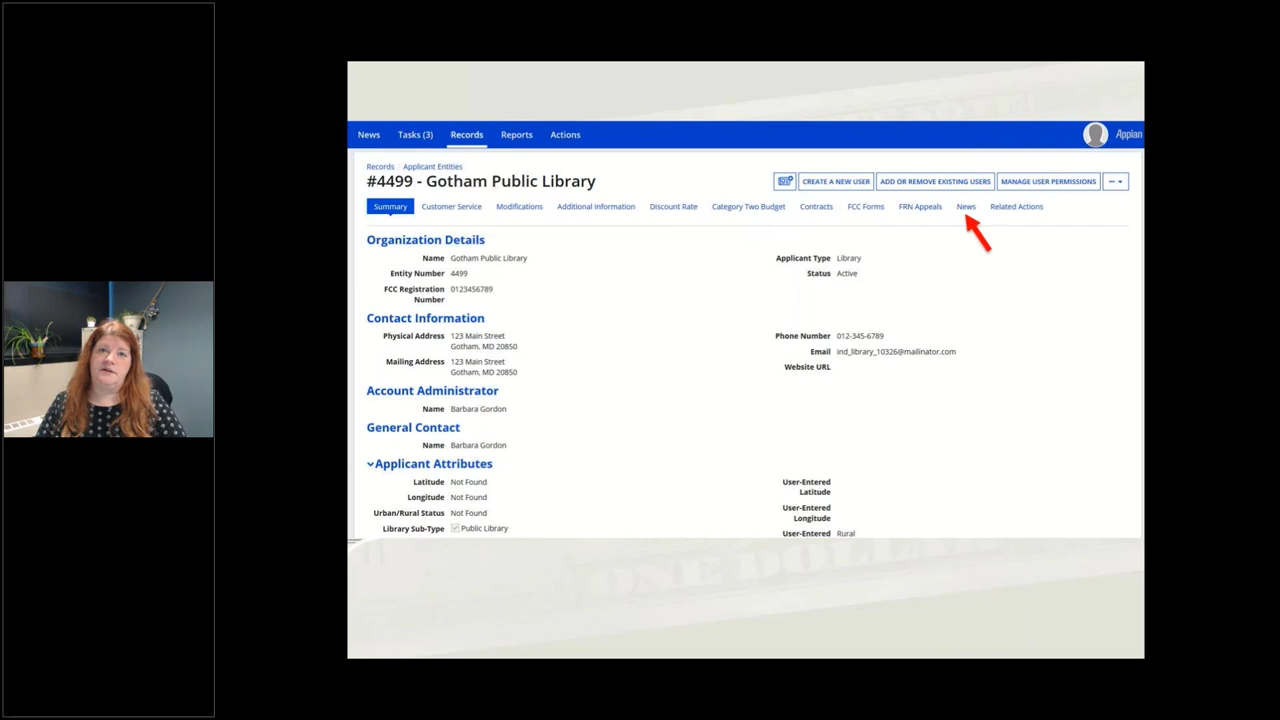 News Tasks (3) Records Reports Actions Appian
Records Applicant Entities
#4499 - Gotham Public Library
CREATE A NEW USER ADD OR REMOVE EXISTING USERS MANAGE USER PERMISSIONS
Summary Customer Service Modifications Additional Information Discount Rate Category Two Budget Contracts FCC Forms FRN Appeals News Related Actions
Organization Details
Name Gotham Public Library
Applicant Type Library
Entity Number 4499
Status Active
FCC Registration
Number 0123456789
Contact Information
Physical Address 123 Main Street
Gotham, MD 20850
Phone Number 012-345-6789
Email ind_library_10326@mailinator.com
Mailing Address 123 Main Street
Gotham, MD 20850
Website URL
Account Administrator
Name Barbara Gordon
General Contact
Name Barbara Gordon
Applicant Attributes
Latitude Not Found
User-Entered
Latitude
Longitude Not Found
User-Entered
Longitude
Urban/Rural Status Not Found
Library Sub-Type Public Library
User-Entered Rural
ONE DOLLA